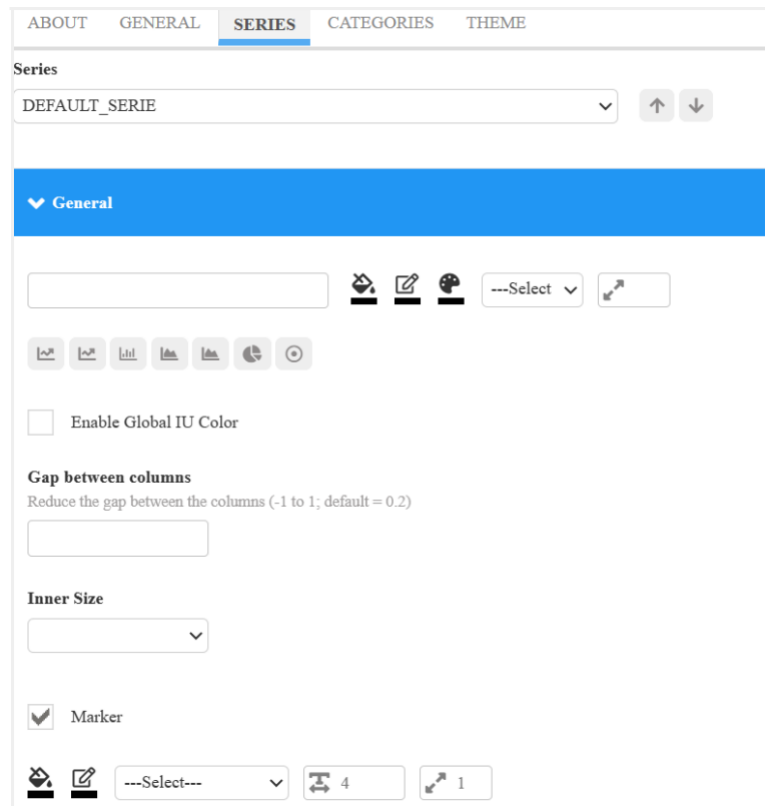 ABOUT GENERAL SERIES CATEGORIES THEME
Series
DEFAULT_SERIE
General
---Select
Enable Global IU Color
Gap between columns
Reduce the gap between the columns (-1 to 1; default = 0.2)
Inner Size
Marker
---Select--- 4 1